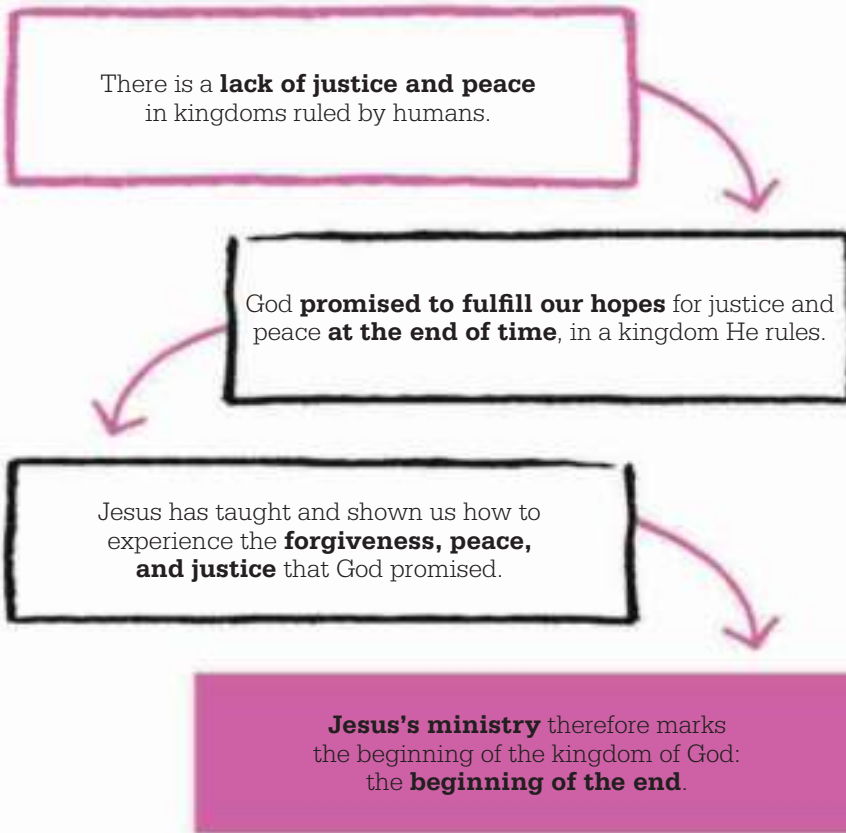 There is a lack of justice and peace
in kingdoms ruled by humans.
God promised to fulfill our hopes for justice and
peace at the end of time, in a kingdom He rules.
Jesus has taught and shown us how to
experience the forgiveness, peace,
and justice that God promised.
Jesus's ministry therefore marks
the beginning of the kingdom of God:
the beginning of the end.